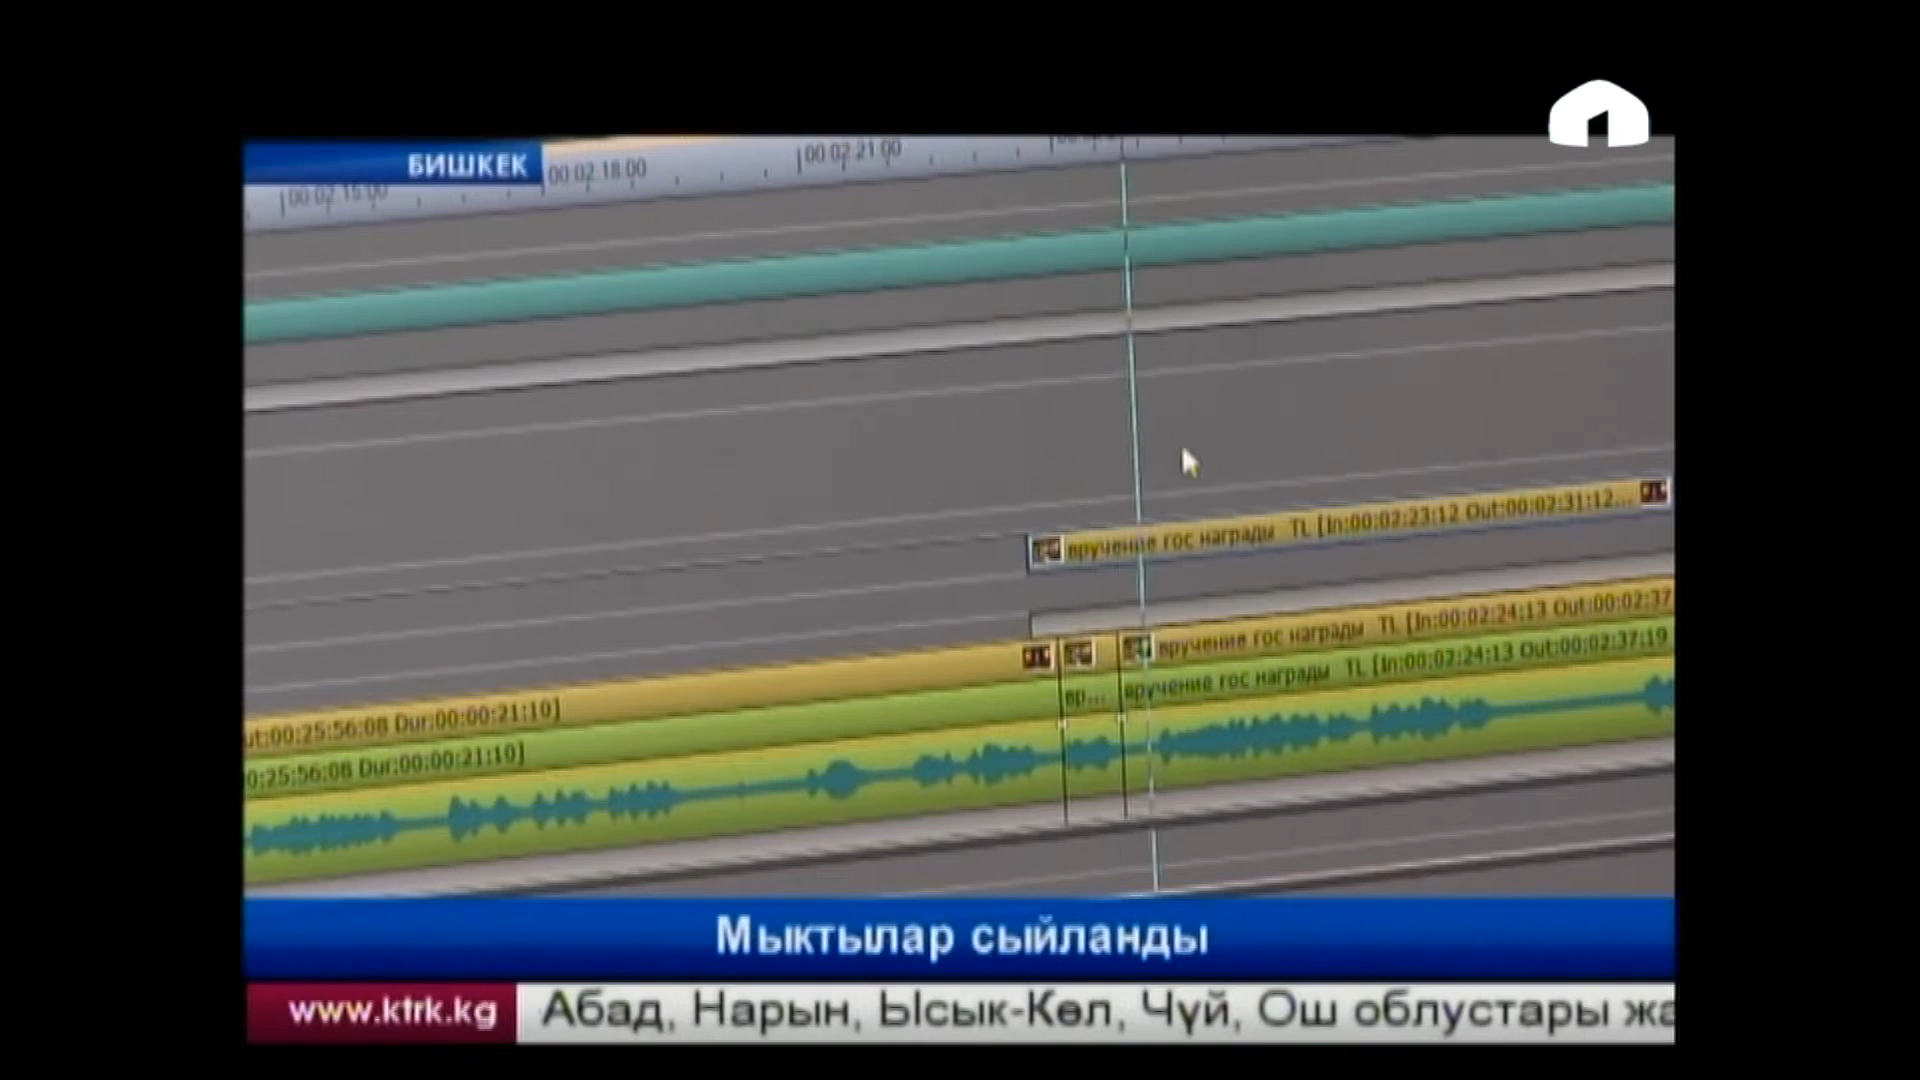 БИШКЕК
00 02 15 00
00 02 18 00
00 02 21 00
вручение гос награды TL [In:00:02:23:12 Out:00:02:31:12...
вручение гос награды TL [In:00:02:24:13 Out:00:02:37
вр... вручение гос награды TL [In:00:02:24:13 Out:00:02:37:19
ut:00:25:56:08 Dur:00:00:21:10]
0:25:56:08 Dur:00:00:21:10]
Мыктылар сыйланды
www.ktrk.kg
Абад, Нарын, Ысык-Көл, Чүй, Ош облустары жа